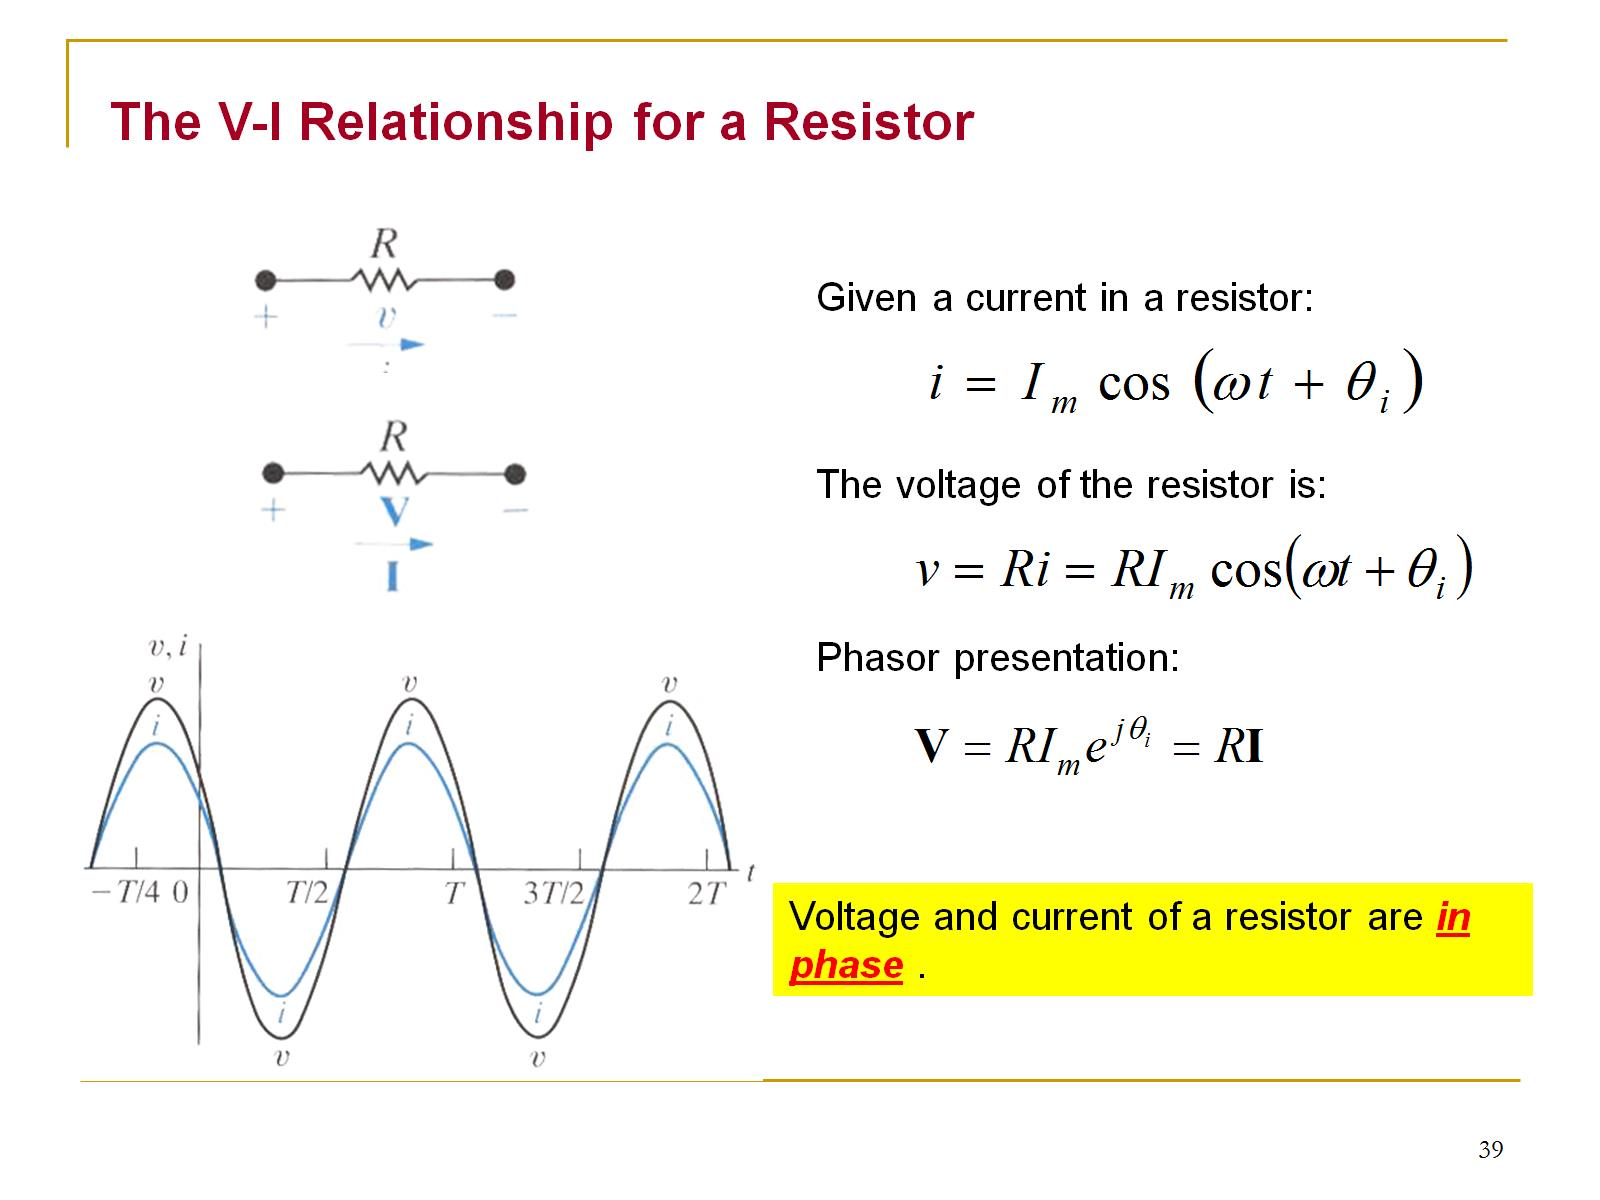 The V-I Relationship for a Resistor
R
+ v −
R
+ V −
I
Given a current in a resistor:
i = I_m cos (ωt + θ_i)
The voltage of the resistor is:
v = Ri = RI_m cos(ωt + θ_i)
Phasor presentation:
V = RI_m e^{jθ_i} = RI
v, i
v v v
i i i
−T/4 0 T/2 T 3T/2 2T t
i i
v v
Voltage and current of a resistor are in
phase .
39